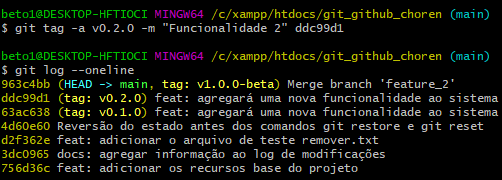 beto1@DESKTOP-HFTIOCI MINGW64 /c/xampp/htdocs/git_github_choren (main)
$ git tag -a v0.2.0 -m "Funcionalidade 2" ddc99d1
beto1@DESKTOP-HFTIOCI MINGW64 /c/xampp/htdocs/git_github_choren (main)
$ git log --oneline
963c4bb (HEAD -> main, tag: v1.0.0-beta) Merge branch 'feature_2'
ddc99d1 (tag: v0.2.0) feat: agregará uma nova funcionalidade ao sistema
63ac638 (tag: v0.1.0) feat: agregará uma nova funcionalidade ao sistema
4d60e60 Reversão do estado antes dos comandos git restore e git reset
d2f362e feat: adicionar o arquivo de teste remover.txt
3dc0965 docs: agregar informação ao log de modificações
756d36c feat: adicionar os recursos base do projeto